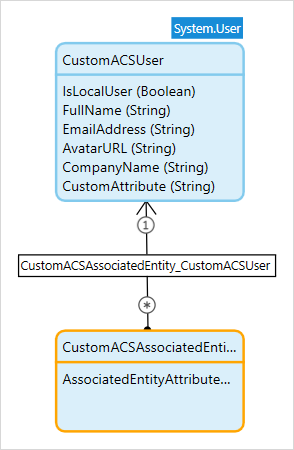 System.User
CustomACSUser
IsLocalUser (Boolean)
FullName (String)
EmailAddress (String)
AvatarURL (String)
CompanyName (String)
CustomAttribute (String)
1
CustomACSAssociatedEntity_CustomACSUser
*
CustomACSAssociatedEnti...
AssociatedEntityAttribute...